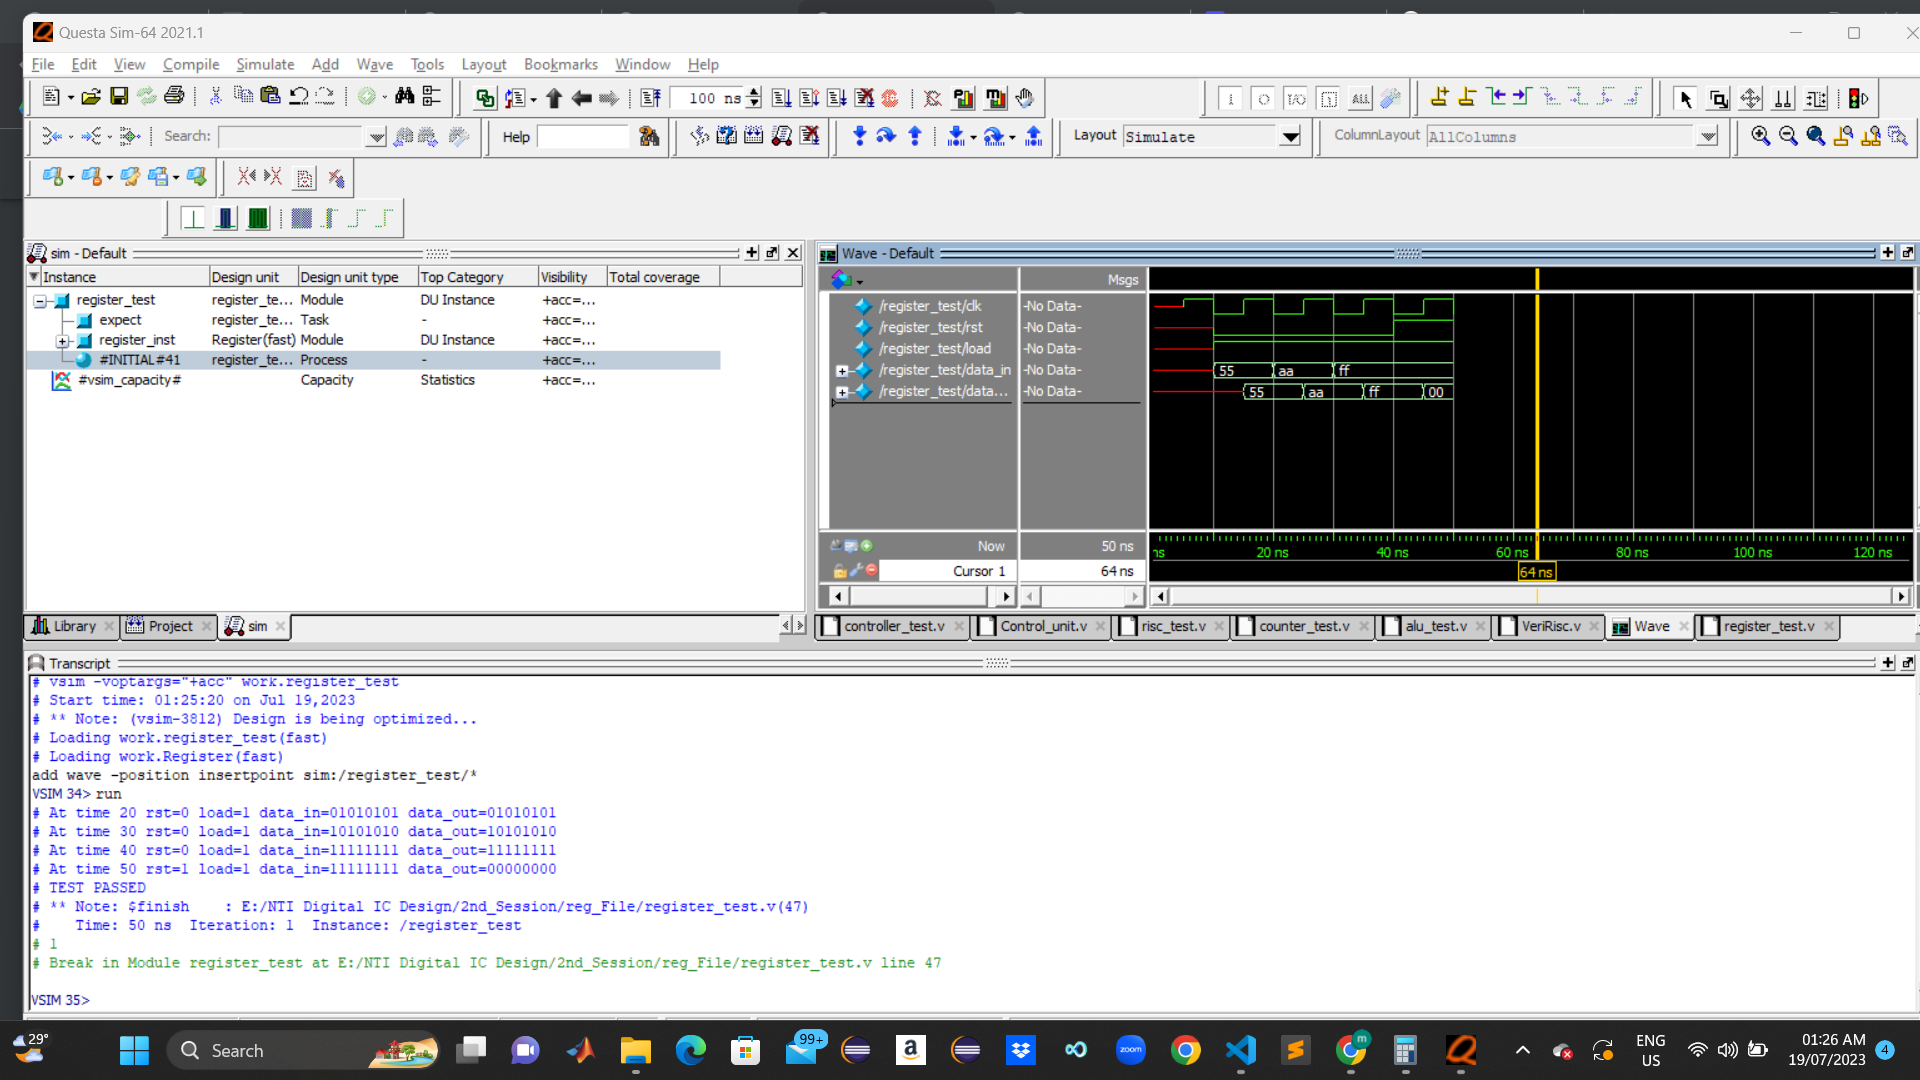 Questa Sim-64 2021.1
File Edit View Compile Simulate Add Wave Tools Layout Bookmarks Window Help
100 ns
Search: Help Layout Simulate ColumnLayout AllColumns
sim - Default
Instance Design unit Design unit type Top Category Visibility Total coverage
register_test register_te... Module DU Instance +acc=...
expect register_te... Task - +acc=...
register_inst Register(fast) Module DU Instance +acc=...
#INITIAL#41 register_te... Process - +acc=...
#vsim_capacity# Capacity Statistics +acc=...
Wave - Default
Msgs
/register_test/clk -No Data-
/register_test/rst -No Data-
/register_test/load -No Data-
/register_test/data_in -No Data- 55 aa ff
/register_test/data... -No Data- 55 aa ff 00
Now 50 ns ns 20 ns 40 ns 60 ns 80 ns 100 ns 120 ns
Cursor 1 64 ns 64 ns
Library Project sim
controller_test.v Control_unit.v risc_test.v counter_test.v alu_test.v VeriRisc.v Wave register_test.v
Transcript
# vsim -voptargs="+acc" work.register_test
# Start time: 01:25:20 on Jul 19,2023
# ** Note: (vsim-3812) Design is being optimized...
# Loading work.register_test(fast)
# Loading work.Register(fast)
add wave -position insertpoint sim:/register_test/*
VSIM 34> run
# At time 20 rst=0 load=1 data_in=01010101 data_out=01010101
# At time 30 rst=0 load=1 data_in=10101010 data_out=10101010
# At time 40 rst=0 load=1 data_in=11111111 data_out=11111111
# At time 50 rst=1 load=1 data_in=11111111 data_out=00000000
# TEST PASSED
# ** Note: $finish : E:/NTI Digital IC Design/2nd_Session/reg_File/register_test.v(47)
# Time: 50 ns Iteration: 1 Instance: /register_test
# 1
# Break in Module register_test at E:/NTI Digital IC Design/2nd_Session/reg_File/register_test.v line 47
VSIM 35>
29°
Search
99+
a
zoom
m
ENG
US
01:26 AM
19/07/2023
4